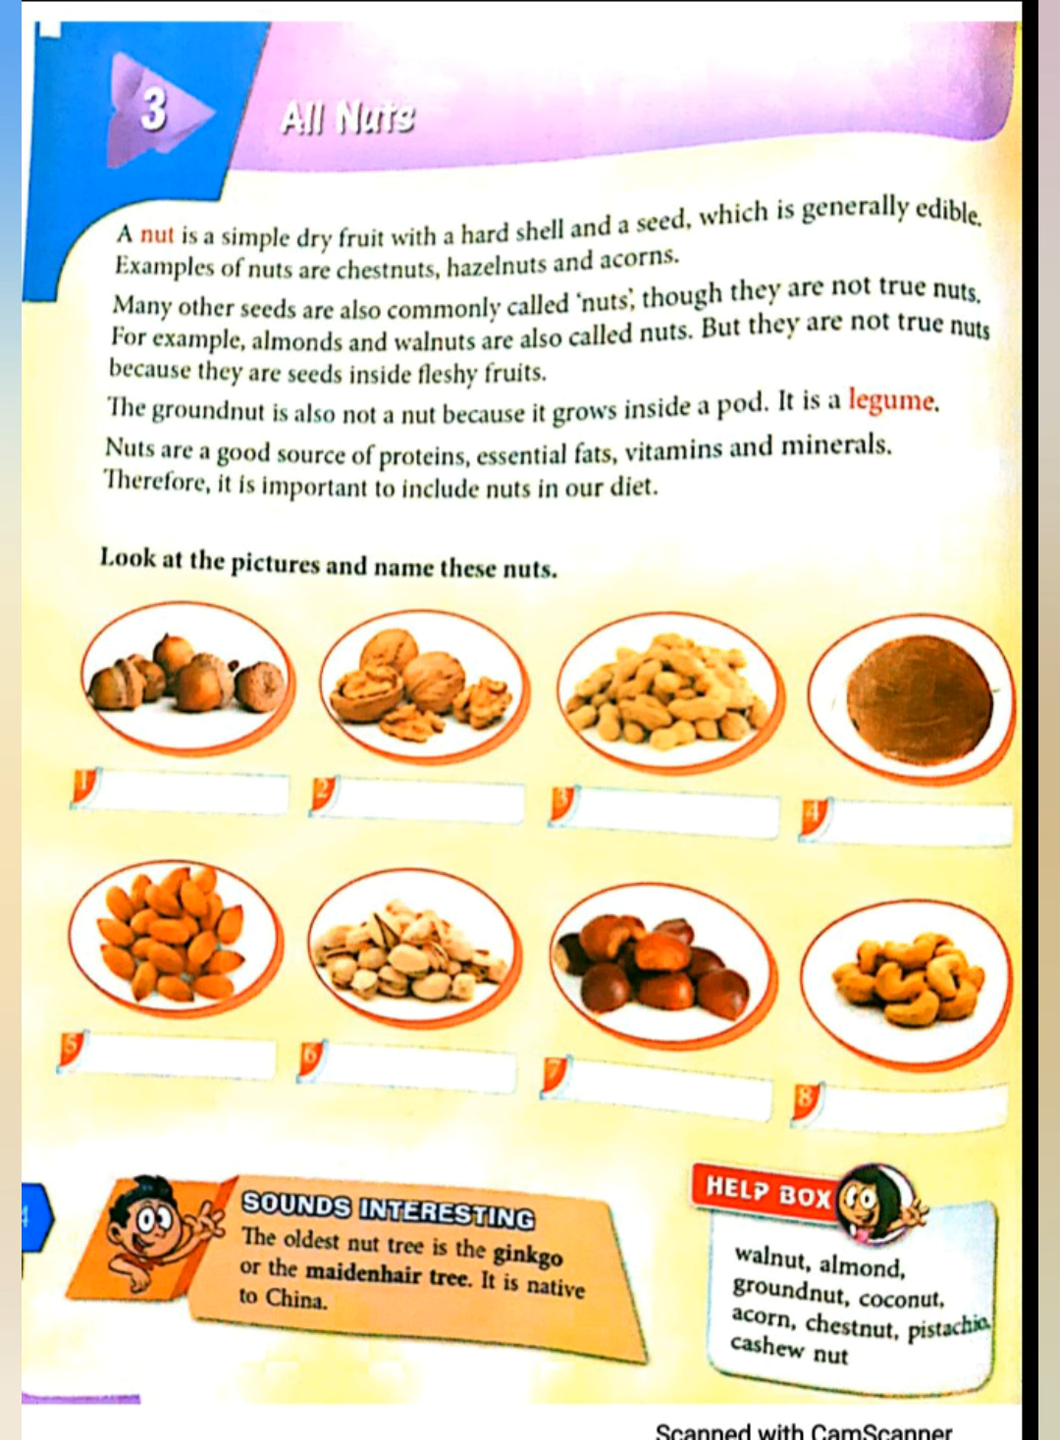 3
All Nuts
A nut is a simple dry fruit with a hard shell and a seed, which is generally edible.
Examples of nuts are chestnuts, hazelnuts and acorns.
Many other seeds are also commonly called ‘nuts’, though they are not true nuts.
For example, almonds and walnuts are also called nuts. But they are not true nuts
because they are seeds inside fleshy fruits.
The groundnut is also not a nut because it grows inside a pod. It is a legume.
Nuts are a good source of proteins, essential fats, vitamins and minerals.
Therefore, it is important to include nuts in our diet.
Look at the pictures and name these nuts.
1
2
3
4
5
6
7
8
SOUNDS INTERESTING
The oldest nut tree is the ginkgo
or the maidenhair tree. It is native
to China.
HELP BOX
walnut, almond,
groundnut, coconut,
acorn, chestnut, pistachio,
cashew nut
4
Scanned with CamScanner